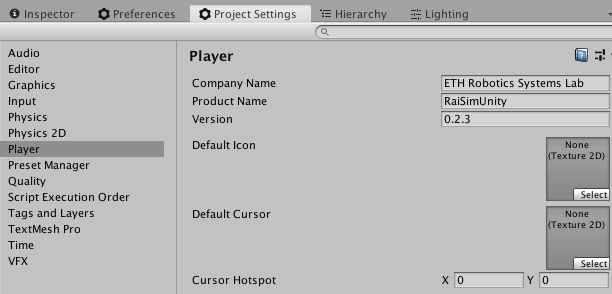 Inspector Preferences Project Settings Hierarchy Lighting
Audio
Editor
Graphics
Input
Physics
Physics 2D
Player
Preset Manager
Quality
Script Execution Order
Tags and Layers
TextMesh Pro
Time
VFX
Player
Company Name ETH Robotics Systems Lab
Product Name RaiSimUnity
Version 0.2.3
Default Icon
None
(Texture 2D)
Select
Default Cursor
None
(Texture 2D)
Select
Cursor Hotspot X 0 Y 0